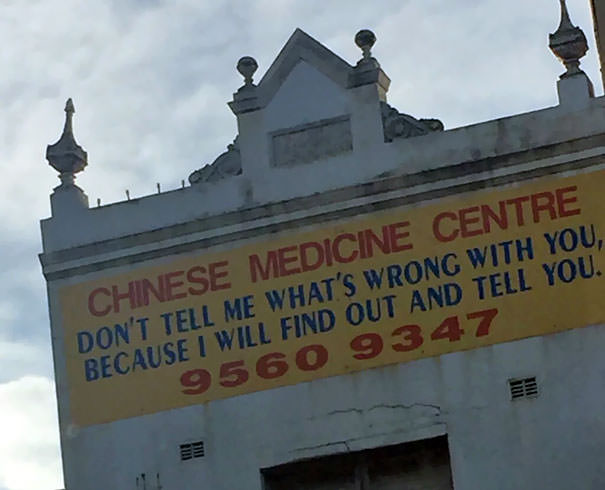 CHINESE MEDICINE CENTRE
DON'T TELL ME WHAT'S WRONG WITH YOU,
BECAUSE I WILL FIND OUT AND TELL YOU.
9560 9347